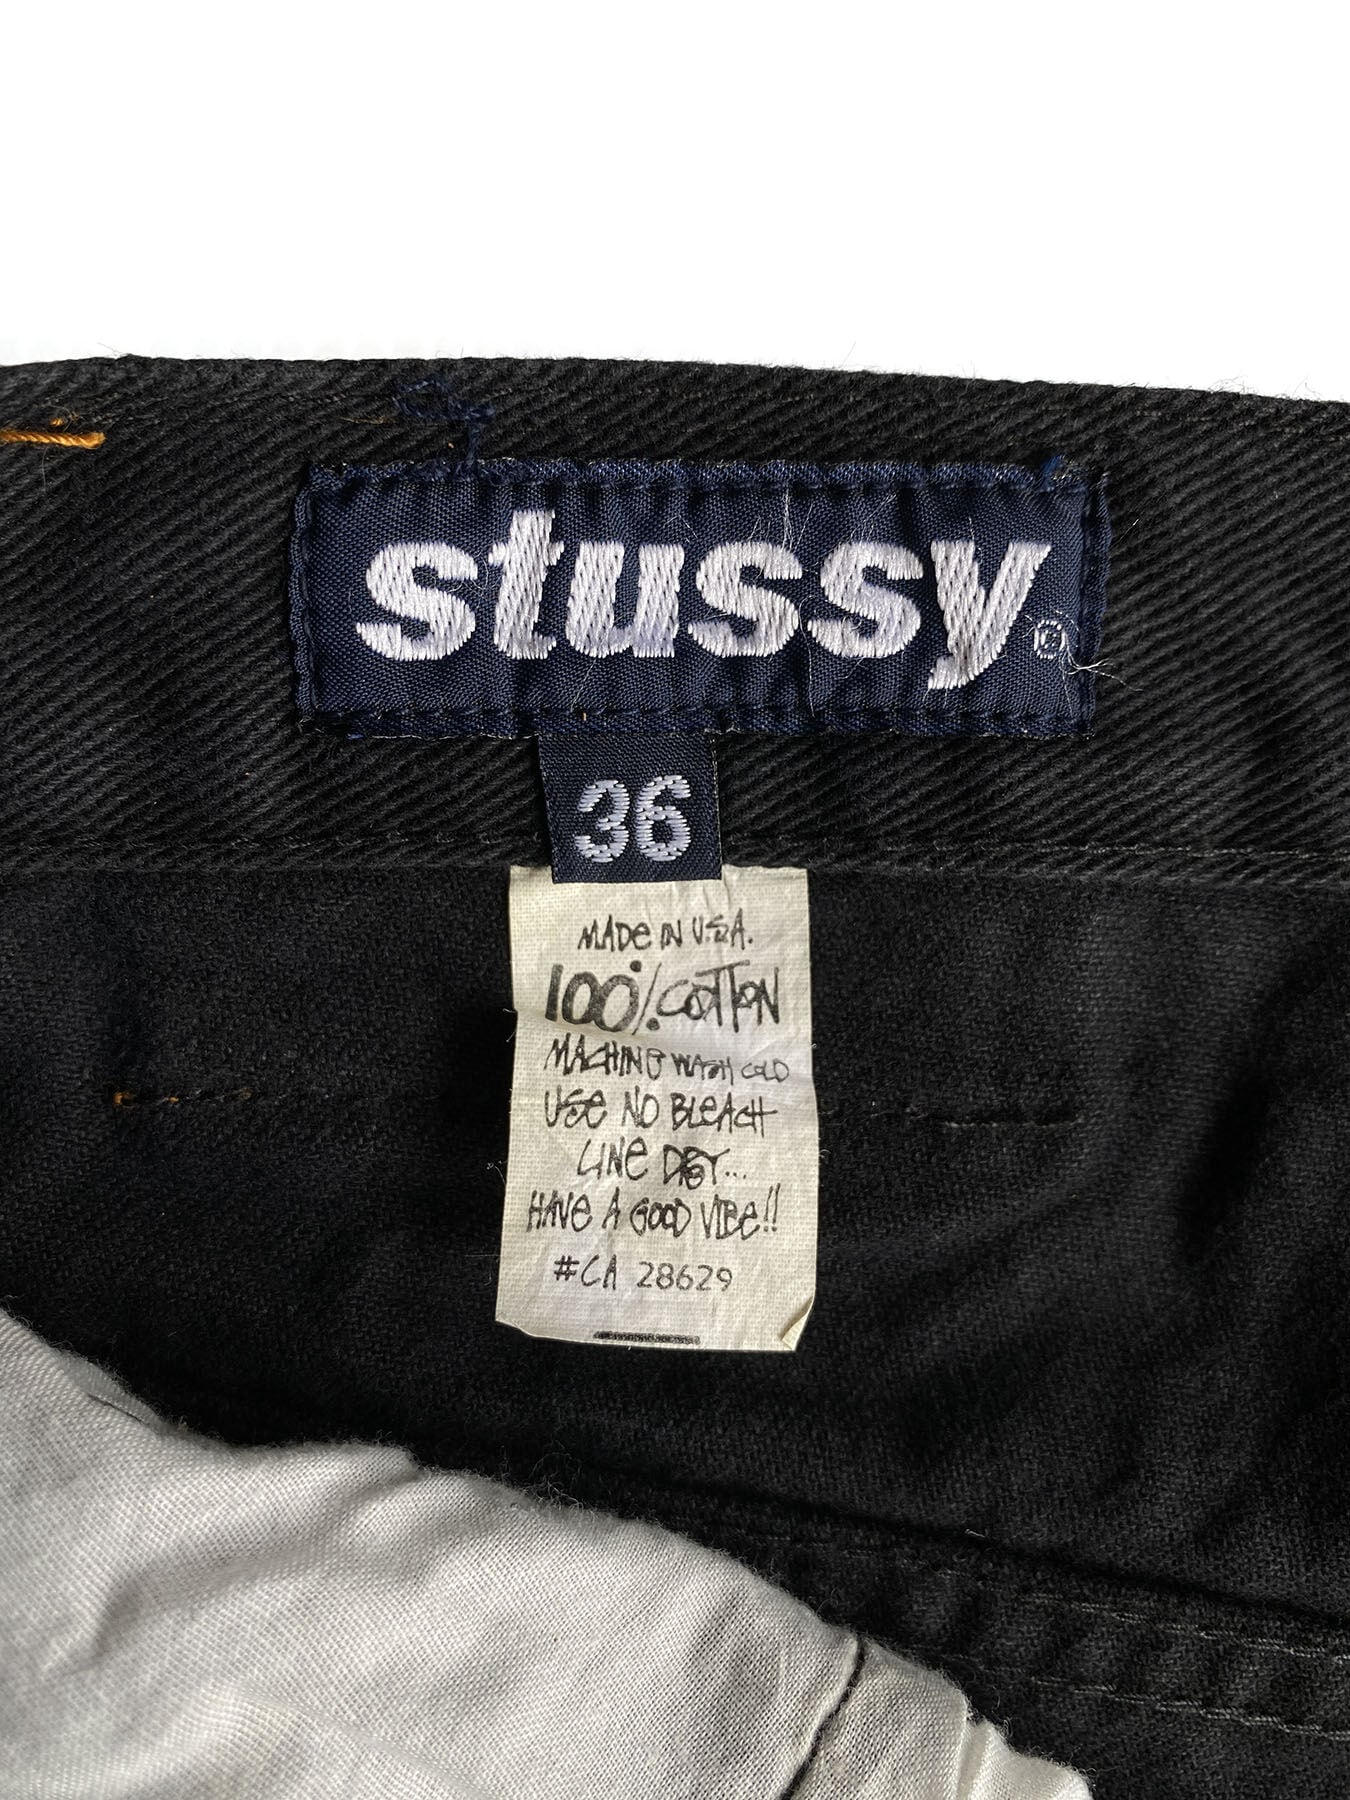 stussy®
36
MADE IN U.S.A.
100% COTTON
MACHINE WASH COLD
USE NO BLEACH
LINE DRY...
HAVE A GOOD VIBE!!
#CA 28629